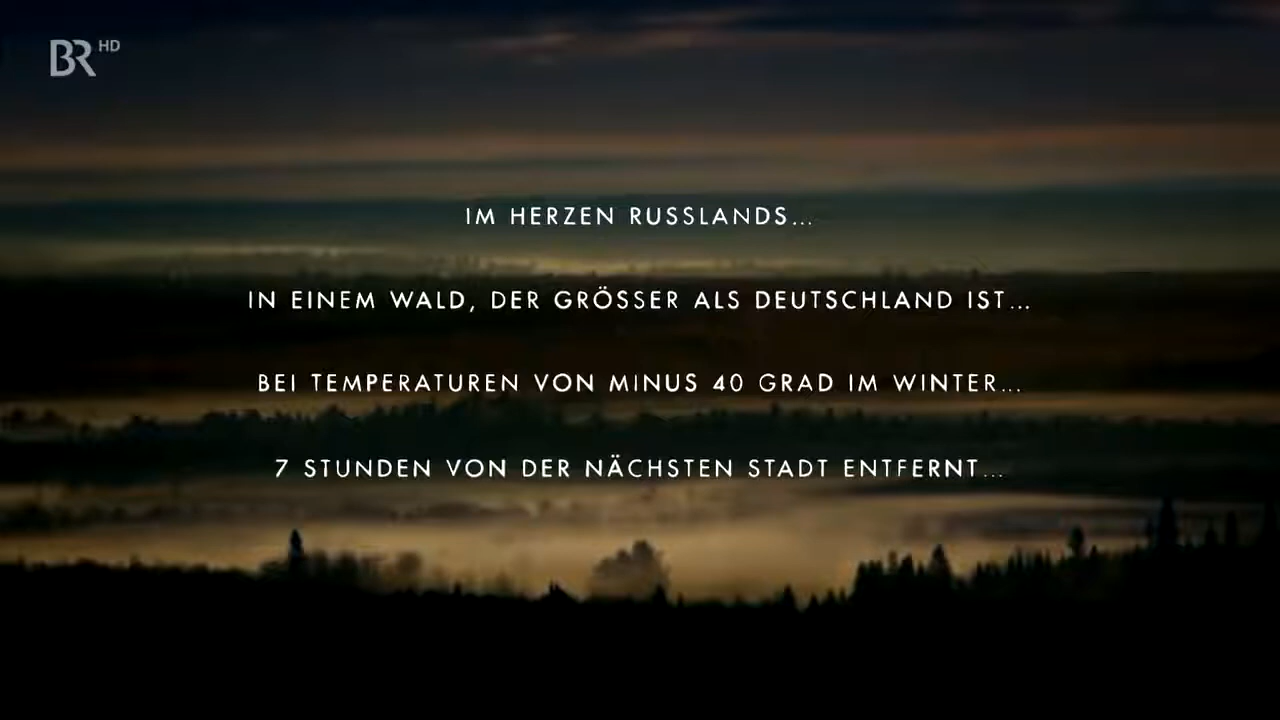 BR HD
IM HERZEN RUSSLANDS...
IN EINEM WALD, DER GRÖSSER ALS DEUTSCHLAND IST...
BEI TEMPERATUREN VON MINUS 40 GRAD IM WINTER...
7 STUNDEN VON DER NÄCHSTEN STADT ENTFERNT...